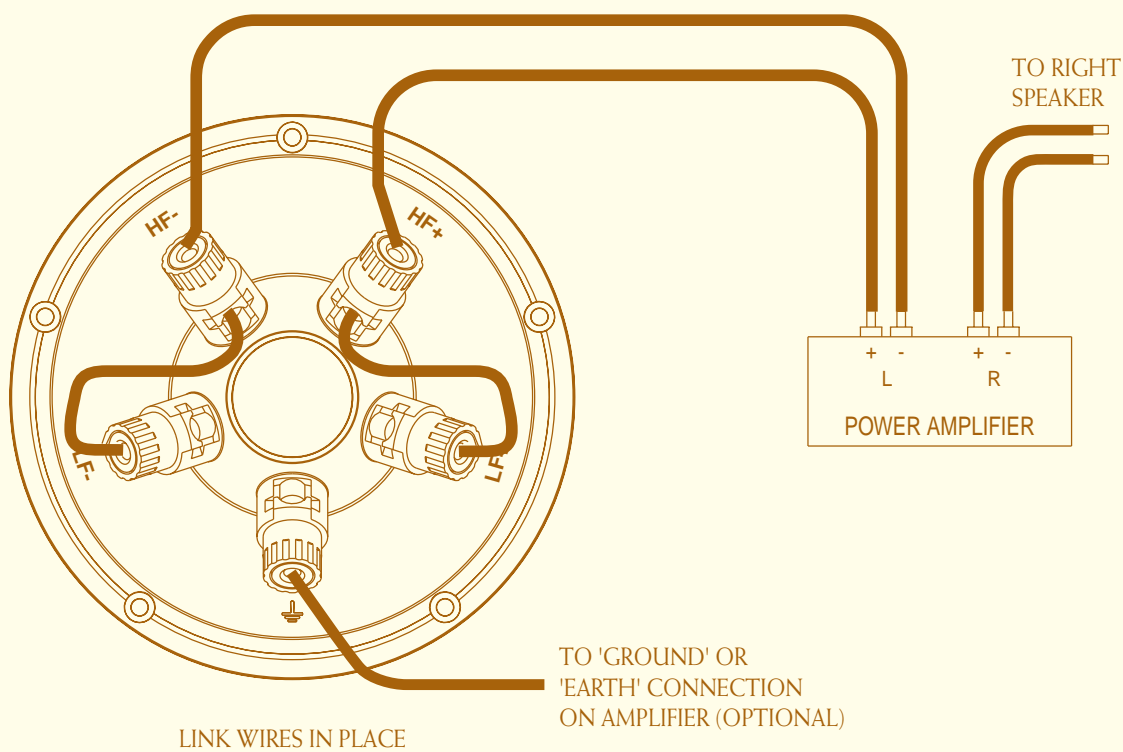 TO RIGHT
SPEAKER
HF-
HF+
+ - + -
L R
POWER AMPLIFIER
LF-
LF+
TO 'GROUND' OR
'EARTH' CONNECTION
ON AMPLIFIER (OPTIONAL)
LINK WIRES IN PLACE